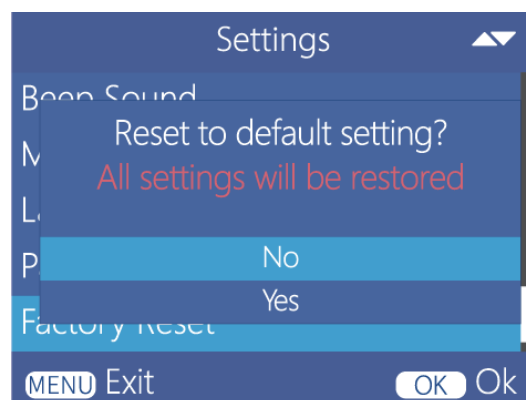 Settings
Beep Sound
Reset to default setting?
All settings will be restored
No
Yes
Factory Reset
MENU Exit
OK Ok